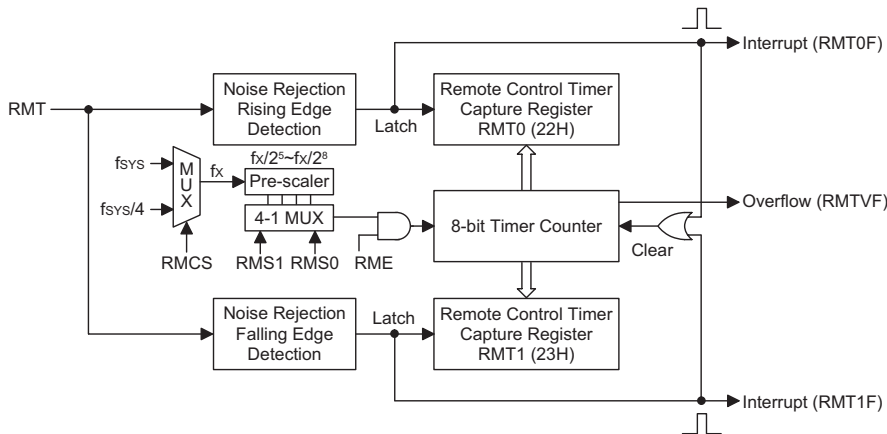 Interrupt (RMT0F)
RMT
Noise Rejection
Rising Edge
Detection
Latch
Remote Control Timer
Capture Register
RMT0 (22H)
fSYS
fSYS/4
MUX
fX
fX/2⁵~fX/2⁸
Pre-scaler
4-1 MUX
RMCS
RMS1
RMS0
RME
8-bit Timer Counter
Overflow (RMTVF)
Clear
Noise Rejection
Falling Edge
Detection
Latch
Remote Control Timer
Capture Register
RMT1 (23H)
Interrupt (RMT1F)